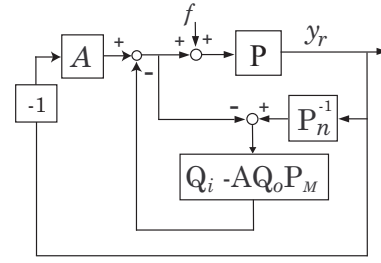 f
A + - + + P y_r
-1
- + P_n^{-1}
Q_i -AQ_oP_M